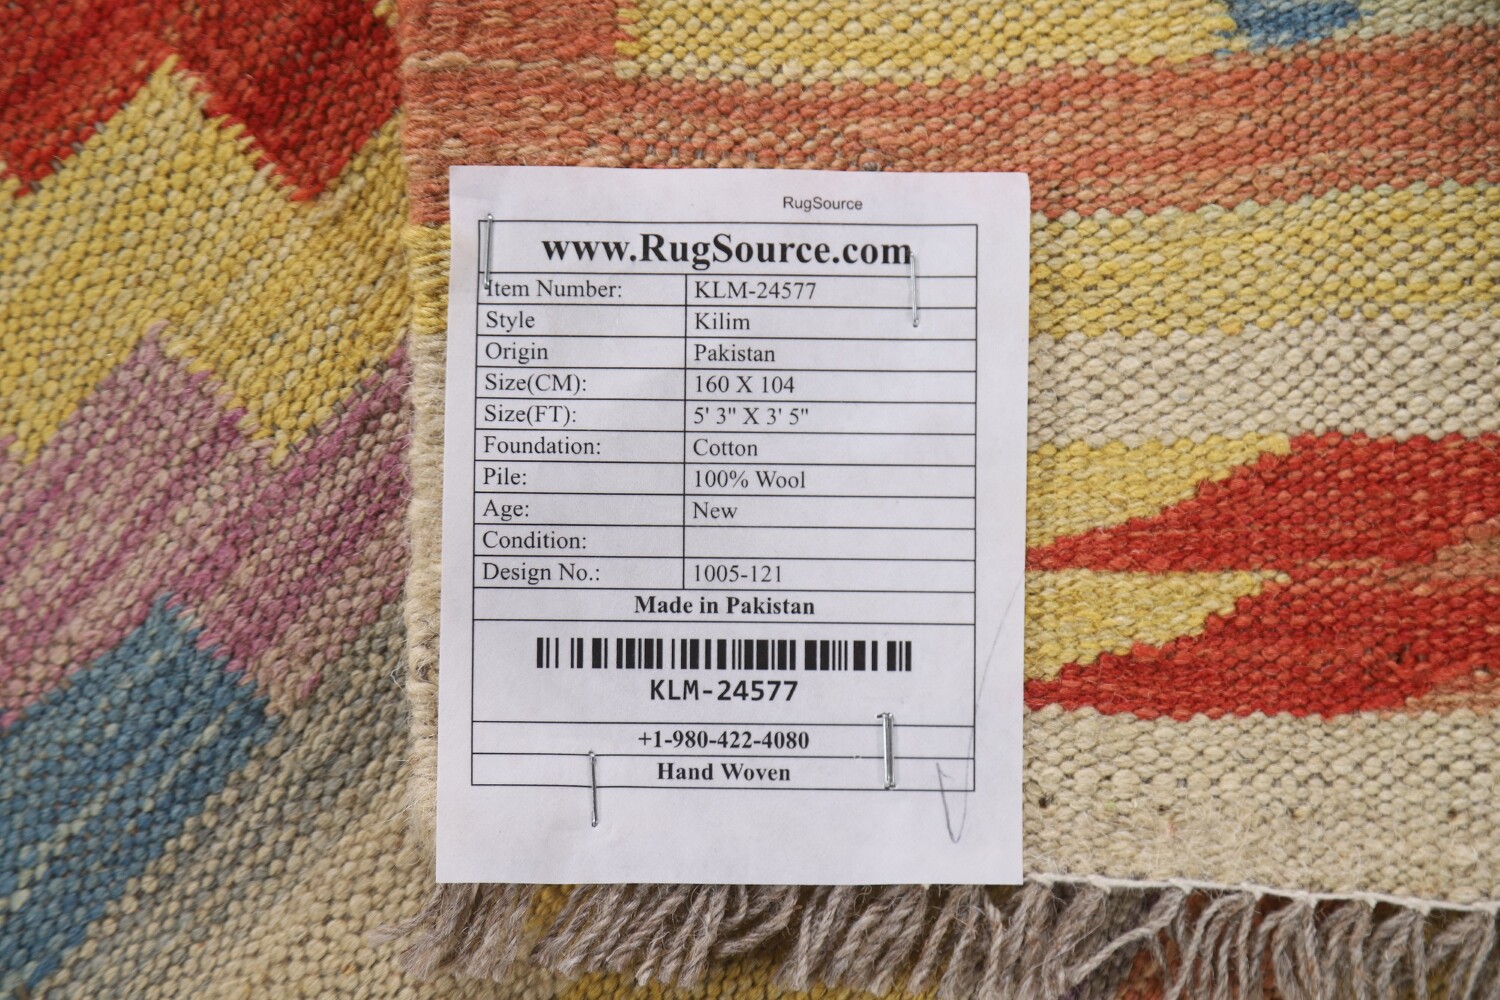 RugSource
www.RugSource.com
Item Number: KLM-24577
Style Kilim
Origin Pakistan
Size(CM): 160 X 104
Size(FT): 5' 3" X 3' 5"
Foundation: Cotton
Pile: 100% Wool
Age: New
Condition:
Design No.: 1005-121
Made in Pakistan
KLM-24577
+1-980-422-4080
Hand Woven